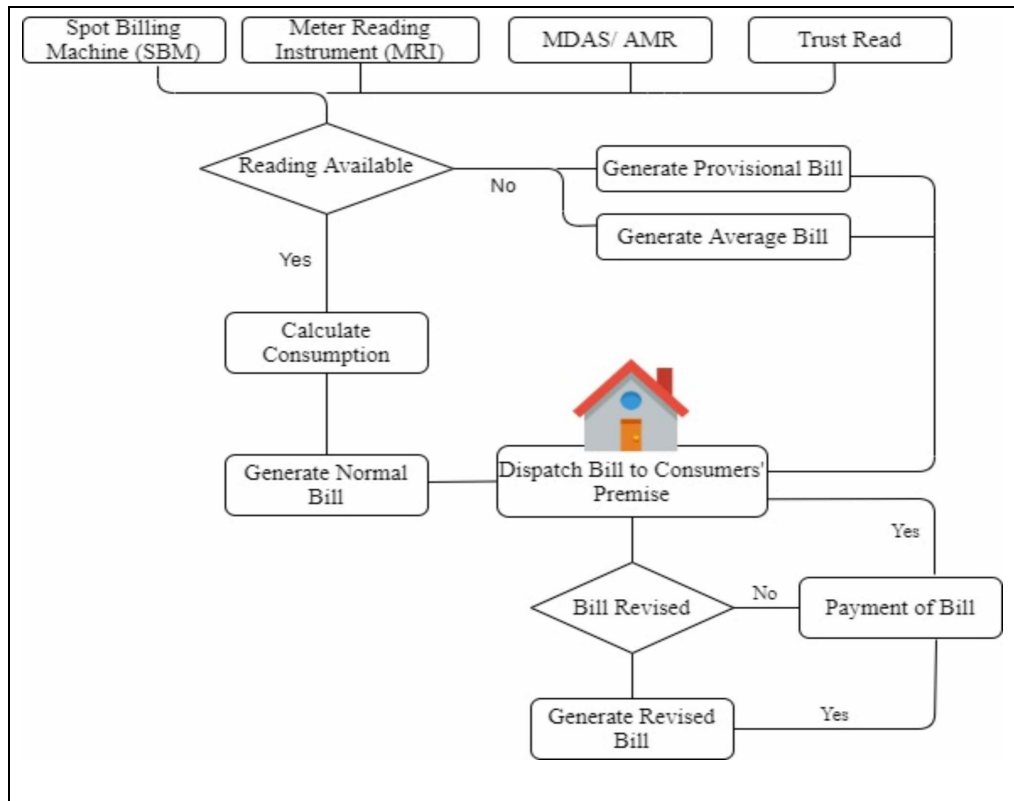 Spot Billing
Machine (SBM)
Meter Reading
Instrument (MRI)
MDAS/ AMR
Trust Read
Reading Available
No
Generate Provisional Bill
Generate Average Bill
Yes
Calculate
Consumption
Generate Normal
Bill
Dispatch Bill to Consumers'
Premise
Yes
Bill Revised
No
Payment of Bill
Generate Revised
Bill
Yes